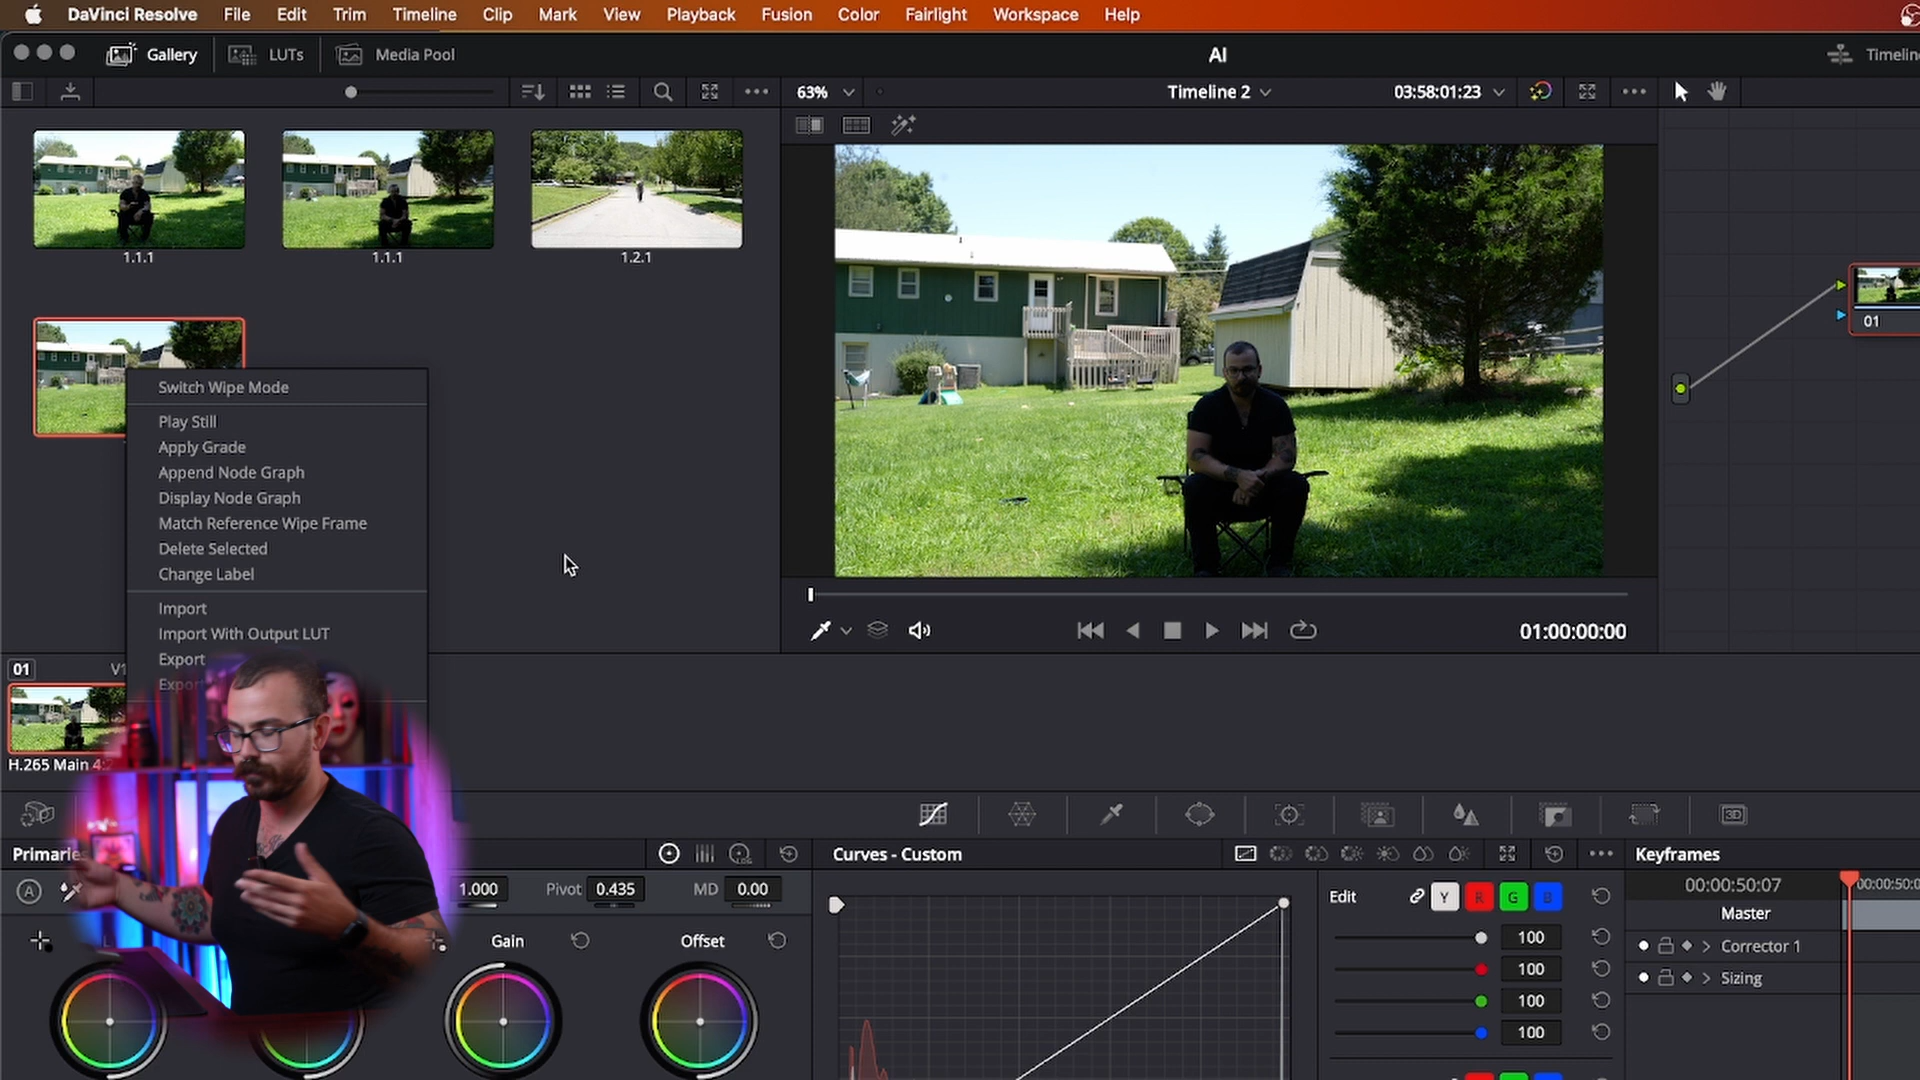 DaVinci Resolve File Edit Trim Timeline Clip Mark View Playback Fusion Color Fairlight Workspace Help
Gallery LUTs Media Pool AI
63% Timeline 2 03:58:01:23
1.1.1 1.1.1 1.2.1
Switch Wipe Mode
Play Still
Apply Grade
Append Node Graph
Display Node Graph
Match Reference Wipe Frame
Delete Selected
Change Label
Import
Import With Output LUT
Export
01
01:00:00:00
01 V1
H.265 Main 4:2
Primaries Curves - Custom Keyframes
A 1.000 Pivot 0.435 MD 0.00
Edit Y R G B
00:00:50:07
Master
Gain Offset
100
Corrector 1
100
Sizing
100
100